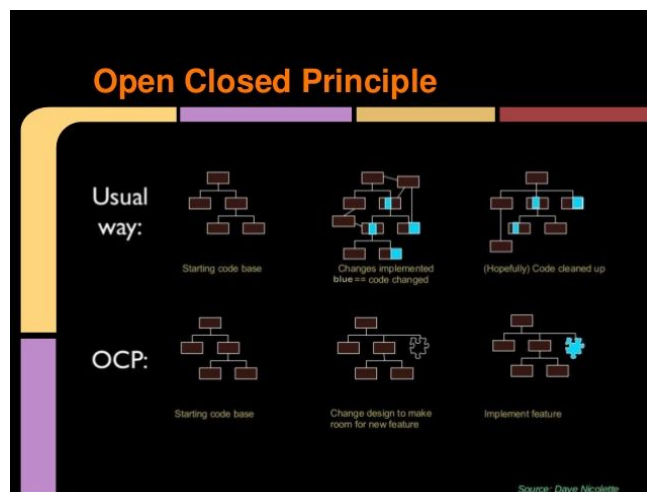 Open Closed Principle
Usual
way:
Starting code base
Changes implemented
blue == code changed
(Hopefully) Code cleaned up
OCP:
Starting code base
Change design to make
room for new feature
Implement feature
Source: Dave Nicolette